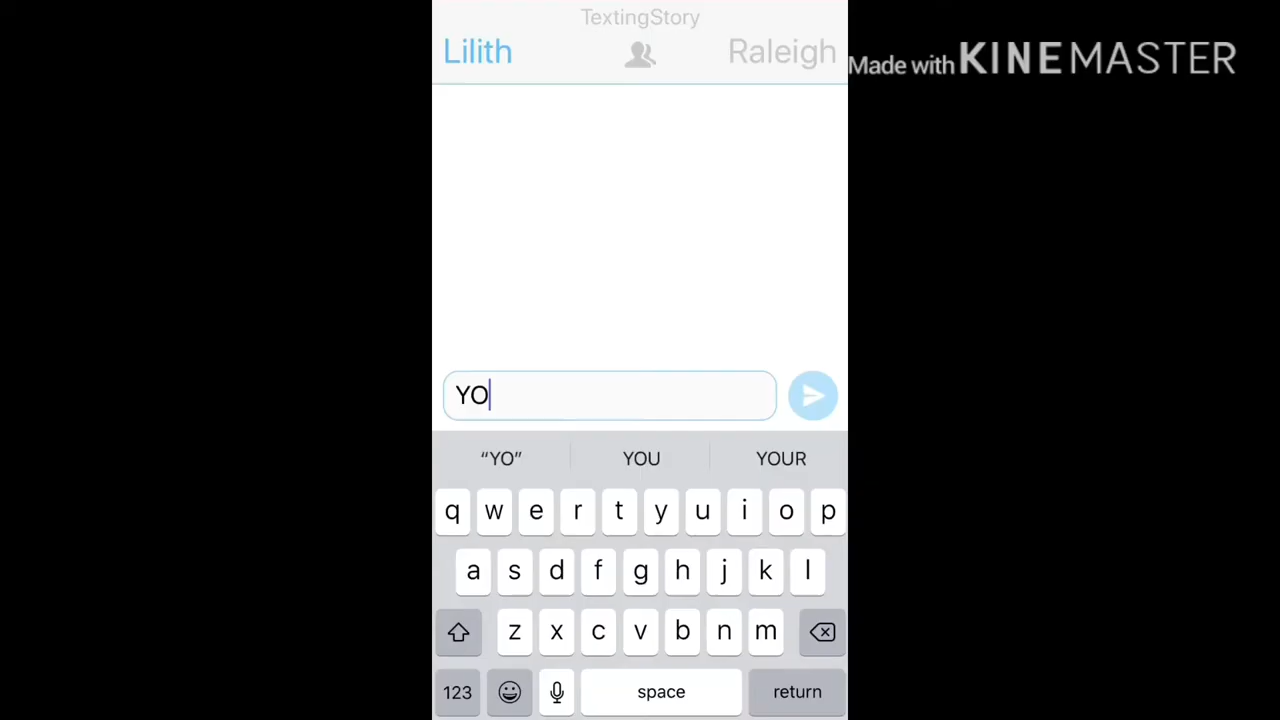 TextingStory
Lilith Raleigh
Made with KINEMASTER
YO
“YO” YOU YOUR
q w e r t y u i o p
a s d f g h j k l
z x c v b n m
123 space return